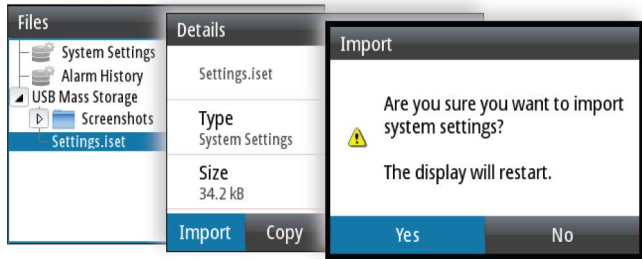 Files
System Settings
Alarm History
USB Mass Storage
Screenshots
Settings.iset
Details
Settings.iset
Type
System Settings
Size
34.2 kB
Import
Copy
Import
Are you sure you want to import
system settings?
The display will restart.
Yes
No